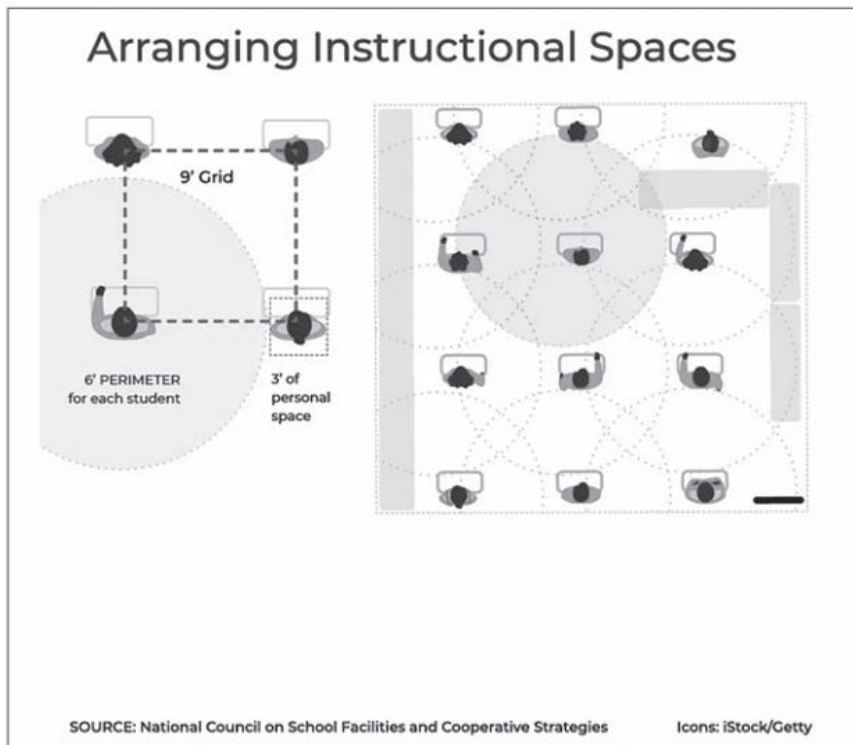 Arranging Instructional Spaces
9' Grid
6' PERIMETER
for each student
3' of
personal
space
SOURCE: National Council on School Facilities and Cooperative Strategies
Icons: iStock/Getty